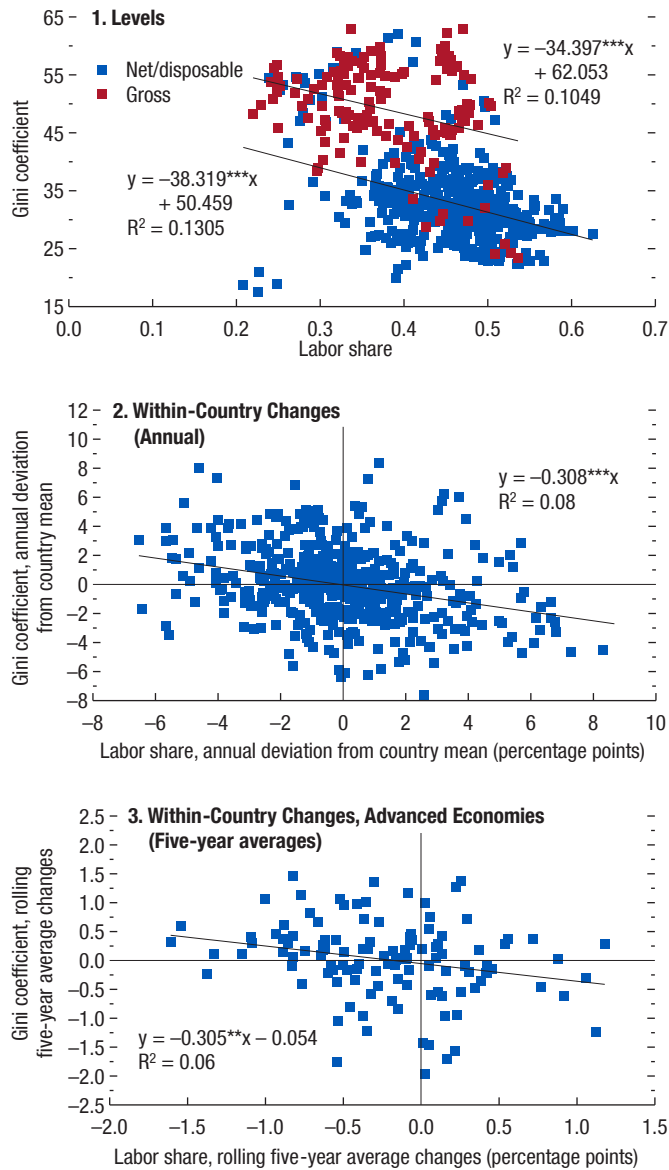 1. Levels
Net/disposable
Gross
y = –34.397***x
+ 62.053
R² = 0.1049
y = –38.319***x
+ 50.459
R² = 0.1305
Gini coefficient
65
55
45
35
25
15
0.0 0.1 0.2 0.3 0.4 0.5 0.6 0.7
Labor share
2. Within-Country Changes
(Annual)
y = –0.308***x
R² = 0.08
Gini coefficient, annual deviation
from country mean
12
10
8
6
4
2
0
–2
–4
–6
–8
–8 –6 –4 –2 0 2 4 6 8 10
Labor share, annual deviation from country mean (percentage points)
3. Within-Country Changes, Advanced Economies
(Five-year averages)
Gini coefficient, rolling
five-year average changes
2.5
2.0
1.5
1.0
0.5
0.0
–0.5
–1.0
–1.5
–2.0
–2.5
y = –0.305**x – 0.054
R² = 0.06
–2.0 –1.5 –1.0 –0.5 0.0 0.5 1.0 1.5
Labor share, rolling five-year average changes (percentage points)